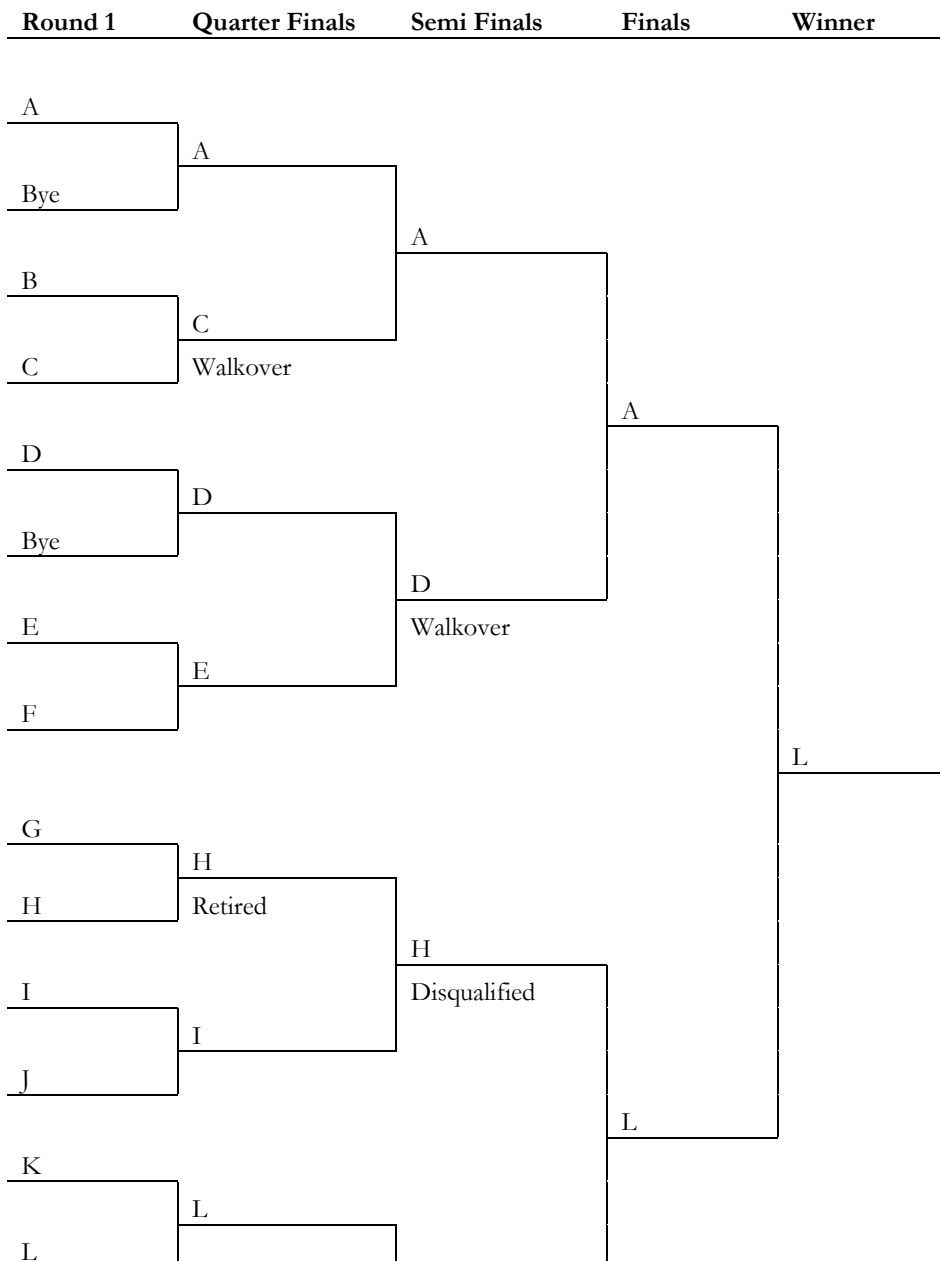 Round 1 Quarter Finals Semi Finals Finals Winner
A
A
Bye
A
B
C
C Walkover
A
D
D
Bye
D
E Walkover
E
F
L
G
H
H Retired
H
I Disqualified
I
J
L
K
L
L